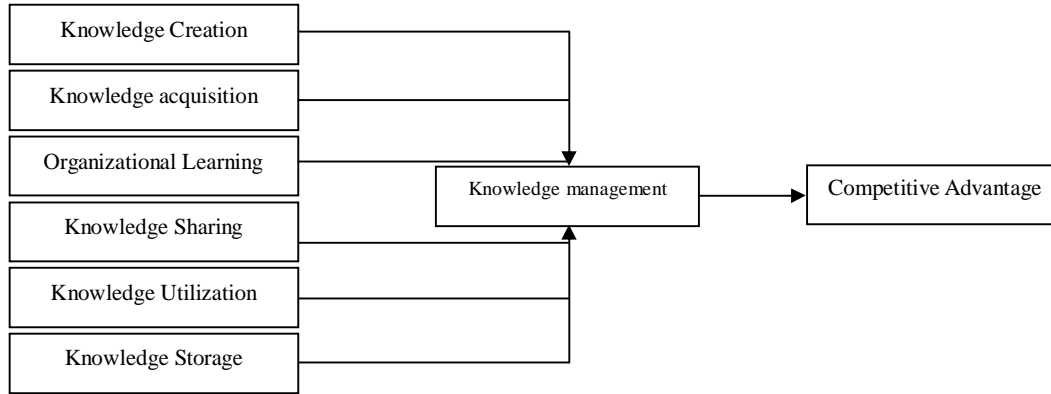 Knowledge Creation
Knowledge acquisition
Organizational Learning
Knowledge Sharing
Knowledge Utilization
Knowledge Storage
Knowledge management
Competitive Advantage